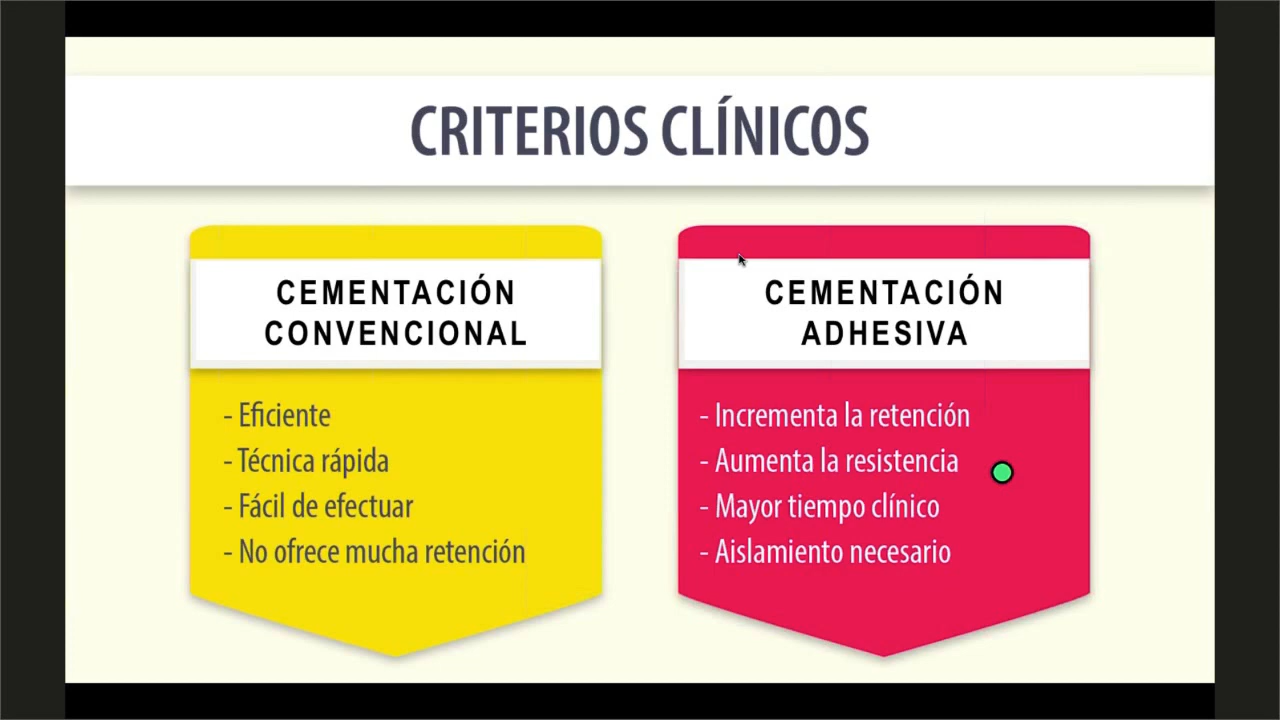 CRITERIOS CLÍNICOS
CEMENTACIÓN
CONVENCIONAL
- Eficiente
- Técnica rápida
- Fácil de efectuar
- No ofrece mucha retención
CEMENTACIÓN
ADHESIVA
- Incrementa la retención
- Aumenta la resistencia
- Mayor tiempo clínico
- Aislamiento necesario